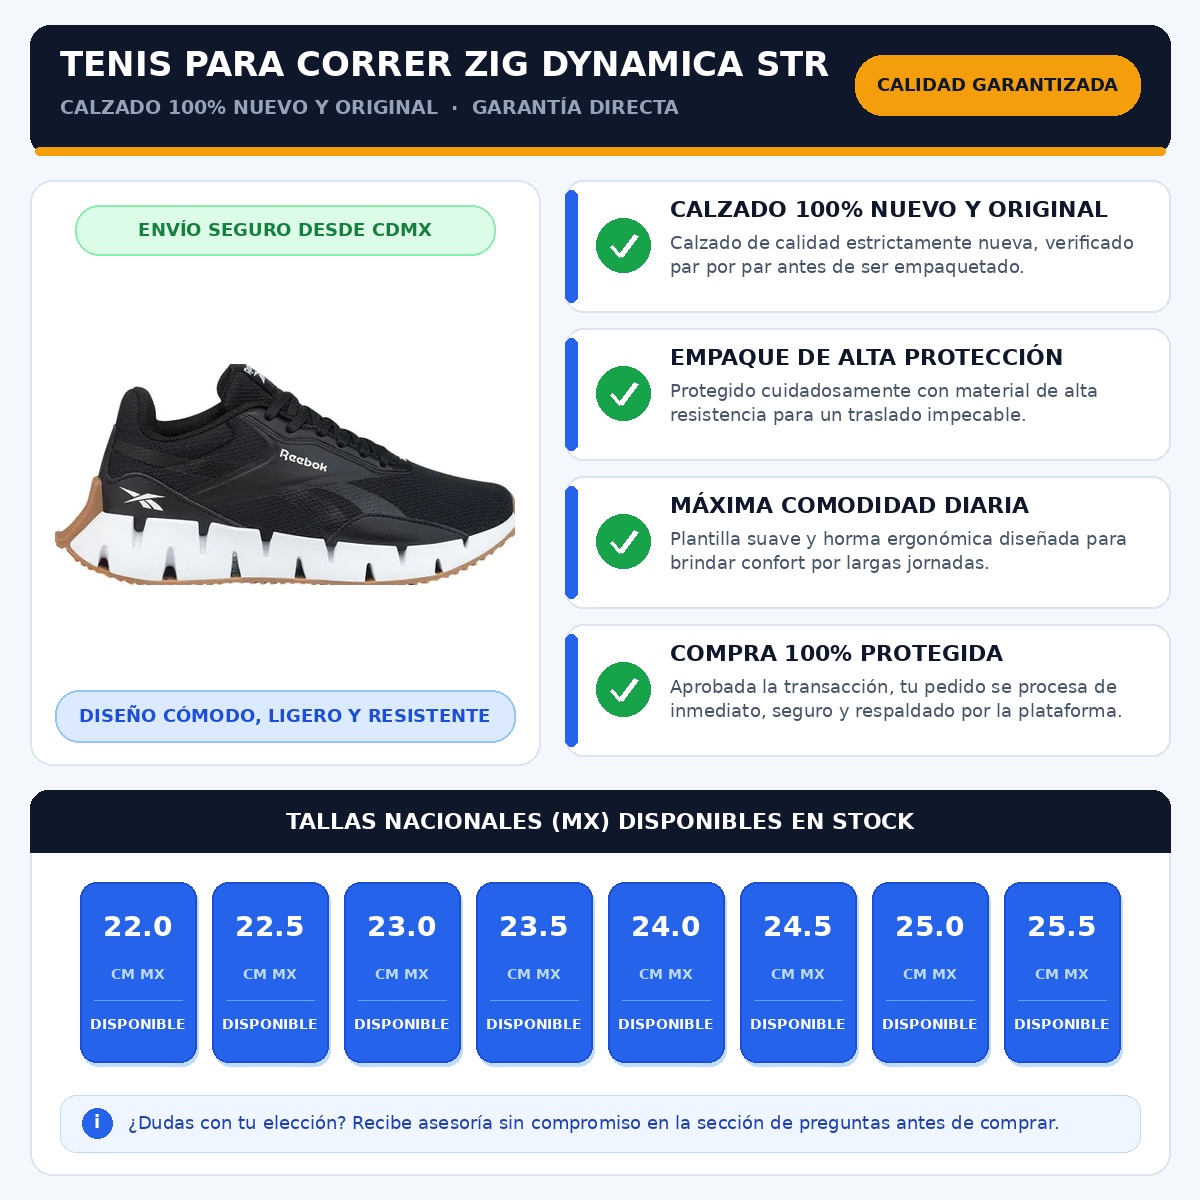 TENIS PARA CORRER ZIG DYNAMICA STR
CALZADO 100% NUEVO Y ORIGINAL · GARANTÍA DIRECTA
CALIDAD GARANTIZADA
ENVÍO SEGURO DESDE CDMX
Reebok
DISEÑO CÓMODO, LIGERO Y RESISTENTE
CALZADO 100% NUEVO Y ORIGINAL
Calzado de calidad estrictamente nueva, verificado
par por par antes de ser empaquetado.
EMPAQUE DE ALTA PROTECCIÓN
Protegido cuidadosamente con material de alta
resistencia para un traslado impecable.
MÁXIMA COMODIDAD DIARIA
Plantilla suave y horma ergonómica diseñada para
brindar confort por largas jornadas.
COMPRA 100% PROTEGIDA
Aprobada la transacción, tu pedido se procesa de
inmediato, seguro y respaldado por la plataforma.
TALLAS NACIONALES (MX) DISPONIBLES EN STOCK
22.0 22.5 23.0 23.5 24.0 24.5 25.0 25.5
CM MX CM MX CM MX CM MX CM MX CM MX CM MX CM MX
DISPONIBLE DISPONIBLE DISPONIBLE DISPONIBLE DISPONIBLE DISPONIBLE DISPONIBLE DISPONIBLE
i ¿Dudas con tu elección? Recibe asesoría sin compromiso en la sección de preguntas antes de comprar.